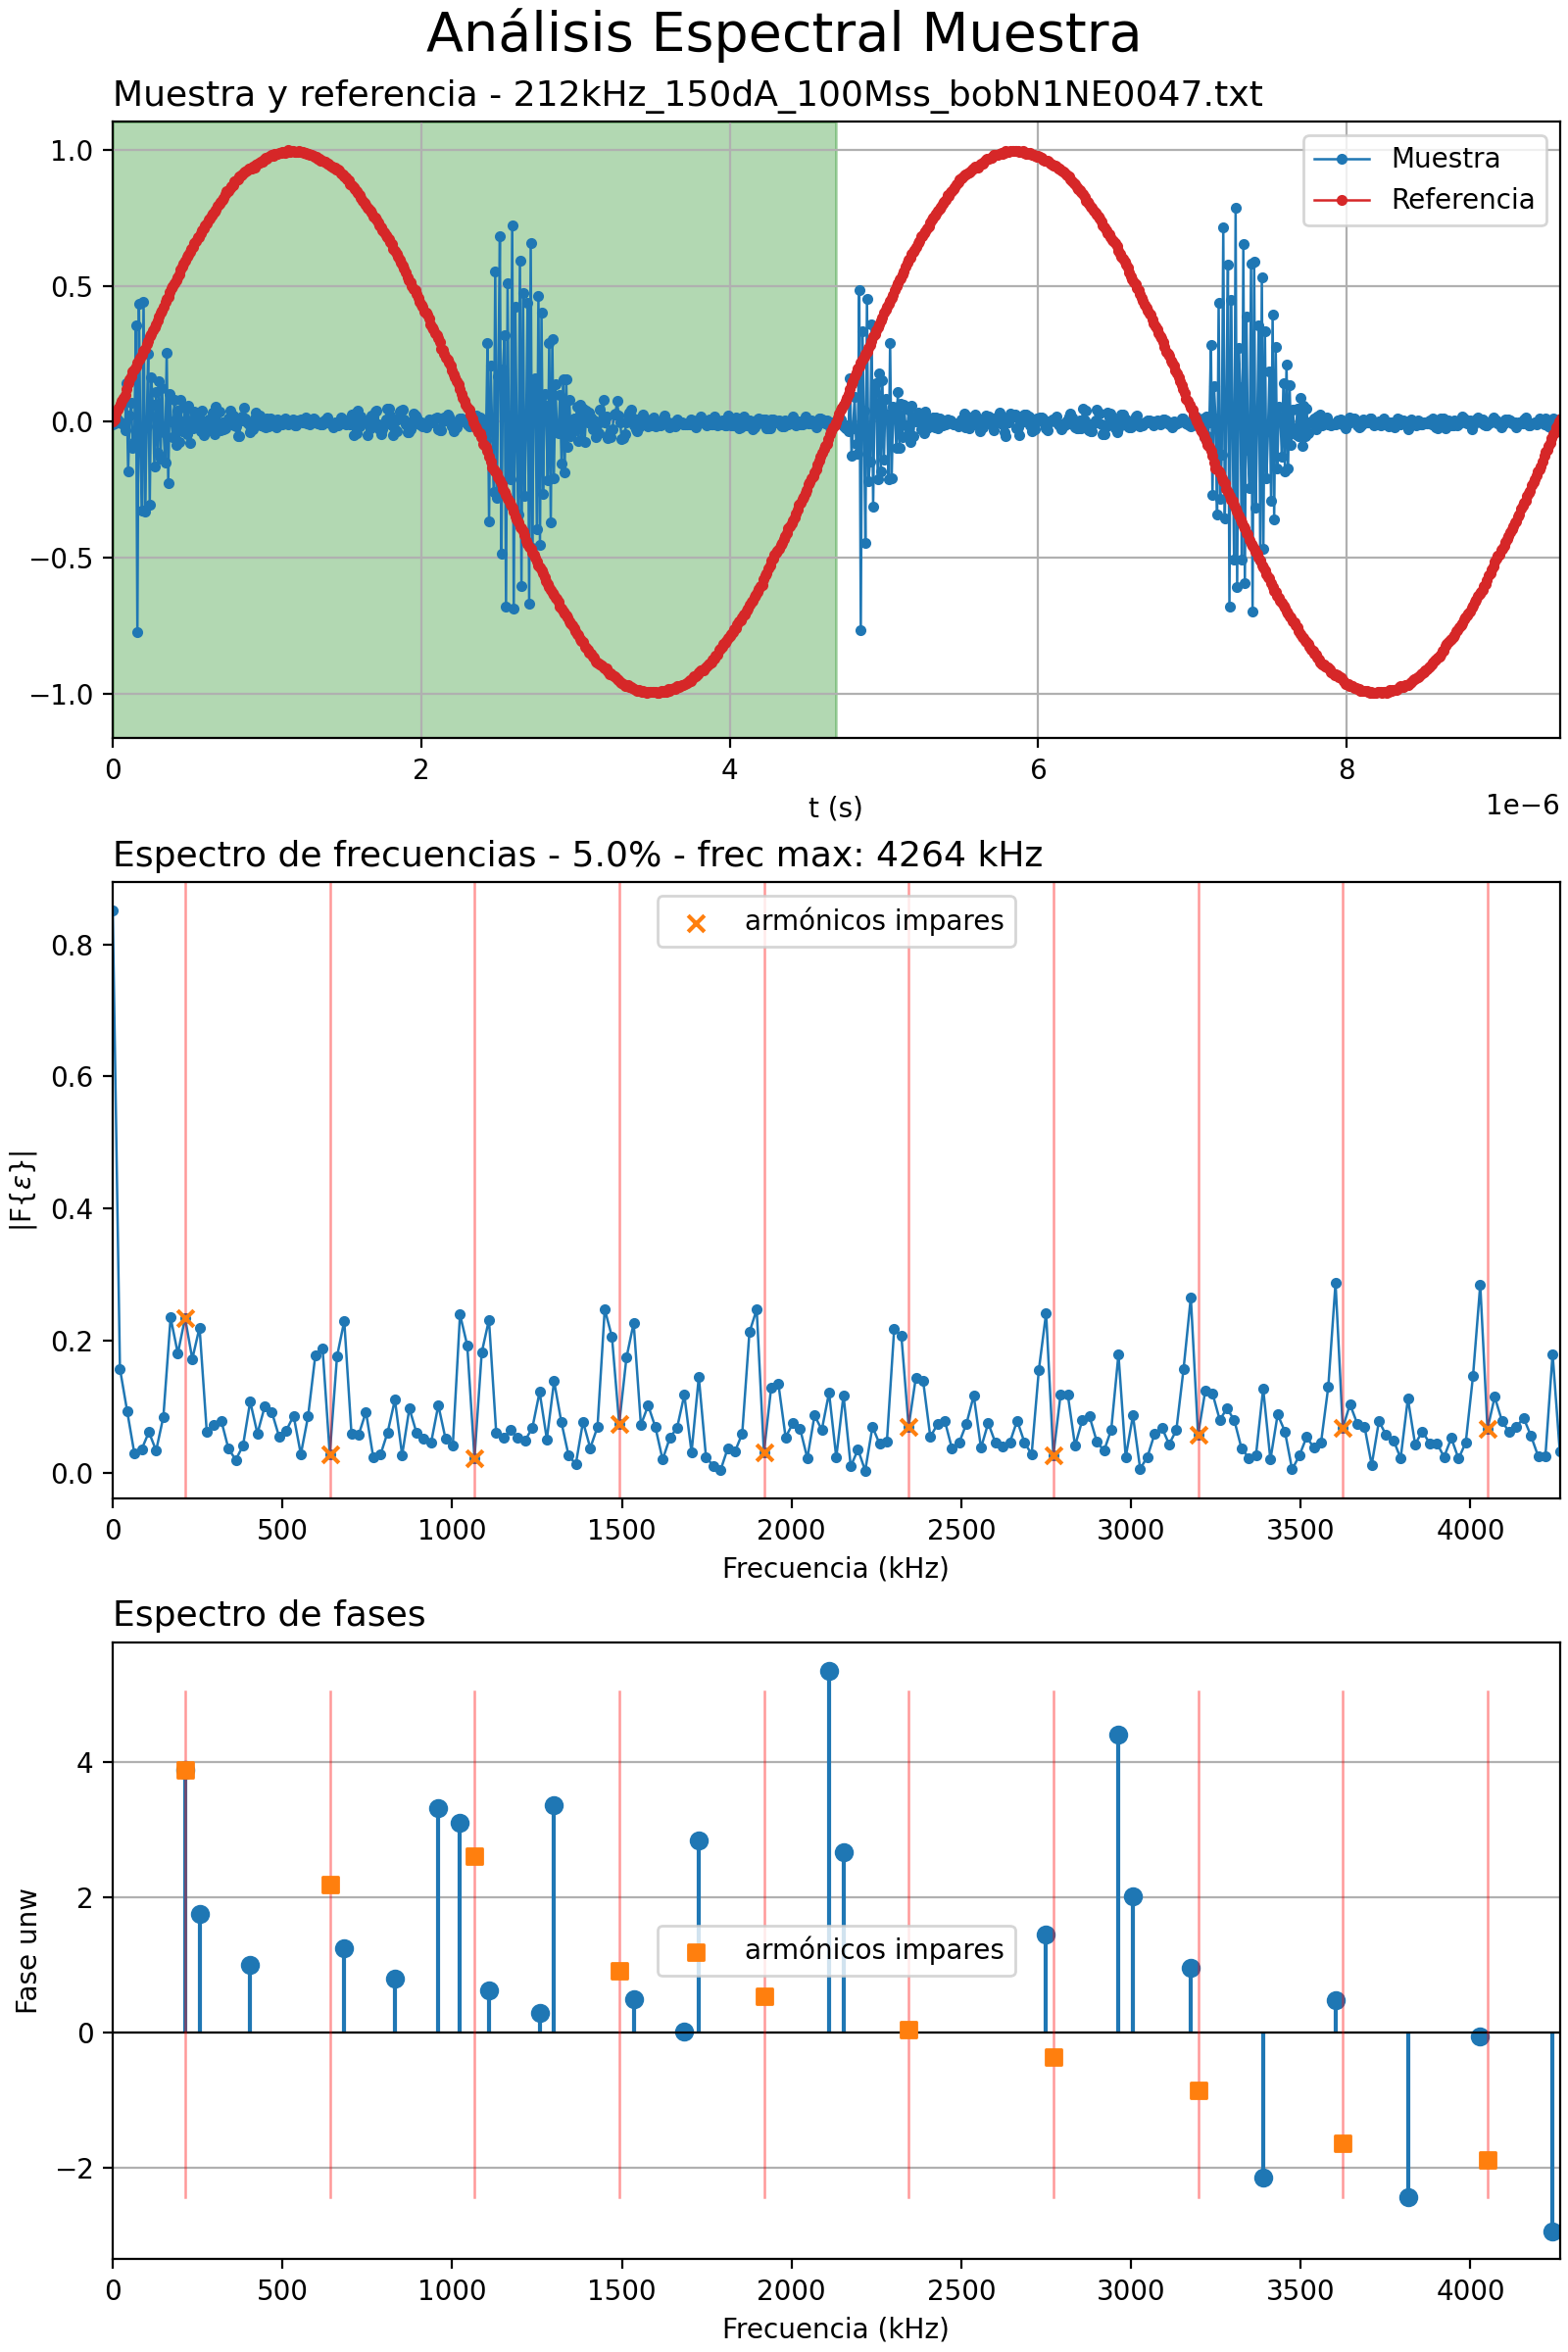 Análisis Espectral Muestra
Muestra y referencia - 212kHz_150dA_100Mss_bobN1NE0047.txt
1.0
0.5
0.0
−0.5
−1.0
Muestra
Referencia
0 2 4 6 8
1e−6
t (s)
Espectro de frecuencias - 5.0% - frec max: 4264 kHz
armónicos impares
0.8
0.6
0.4
0.2
0.0
|F{ε}|
0 500 1000 1500 2000 2500 3000 3500 4000
Frecuencia (kHz)
Espectro de fases
4
2
0
−2
Fase unw
armónicos impares
0 500 1000 1500 2000 2500 3000 3500 4000
Frecuencia (kHz)